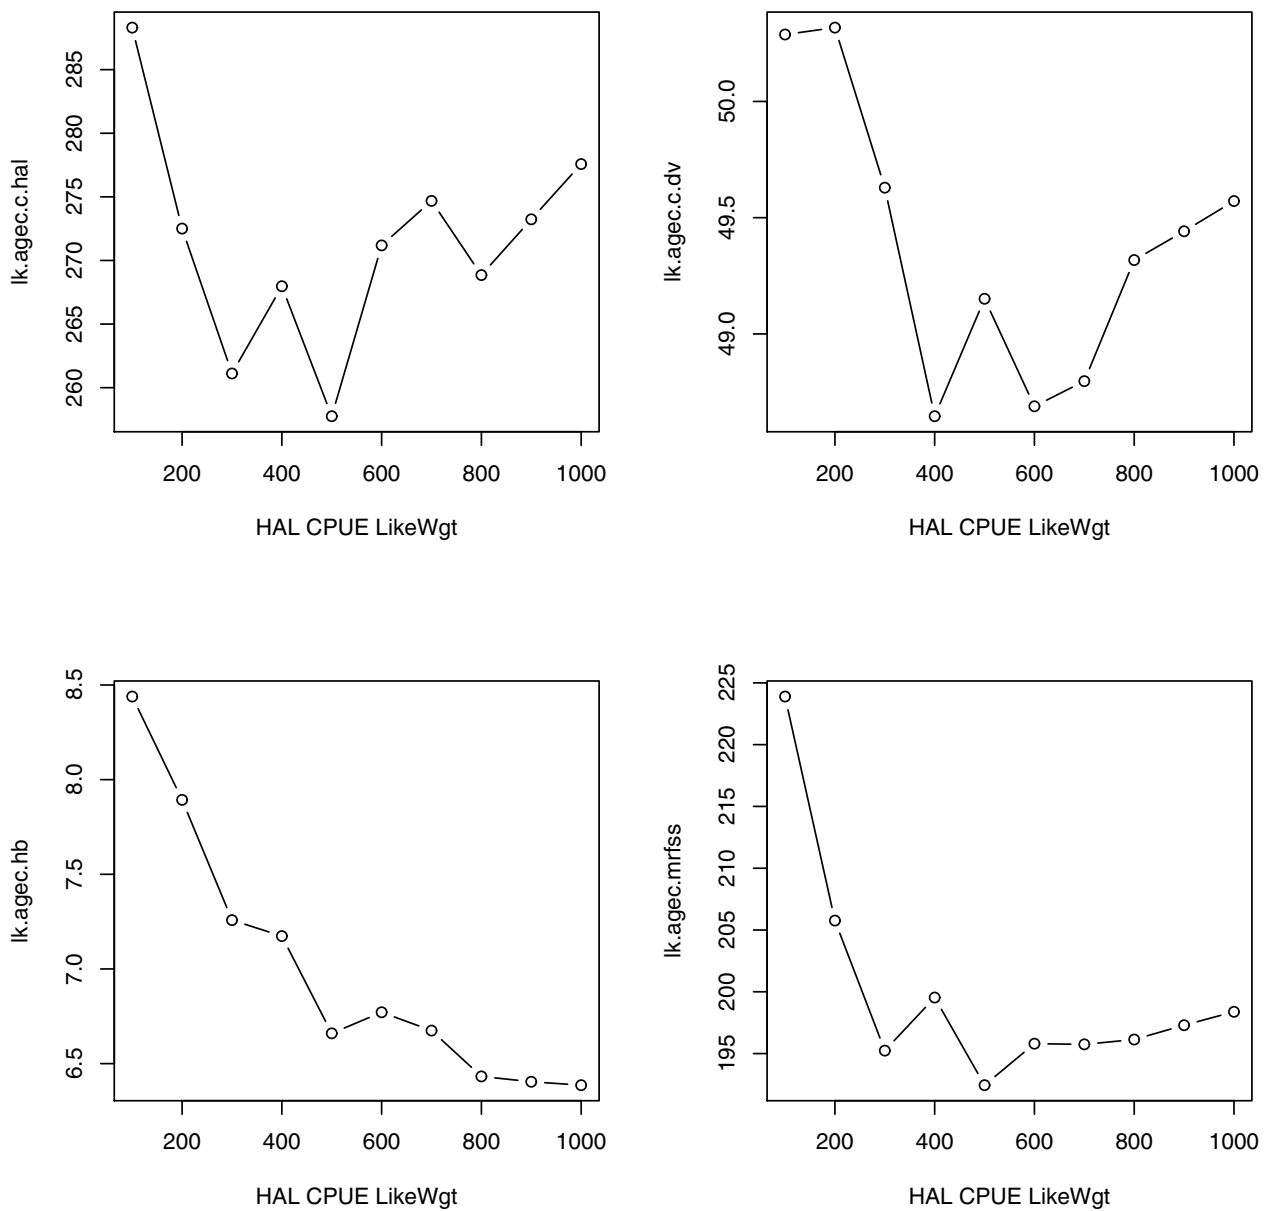 lk.agec.c.hal
285
280
275
270
265
260
200 400 600 800 1000
HAL CPUE LikeWgt
lk.agec.c.dv
50.0
49.5
49.0
200 400 600 800 1000
HAL CPUE LikeWgt
lk.agec.hb
8.5
8.0
7.5
7.0
6.5
200 400 600 800 1000
HAL CPUE LikeWgt
lk.agec.mrfss
225
220
215
210
205
200
195
200 400 600 800 1000
HAL CPUE LikeWgt